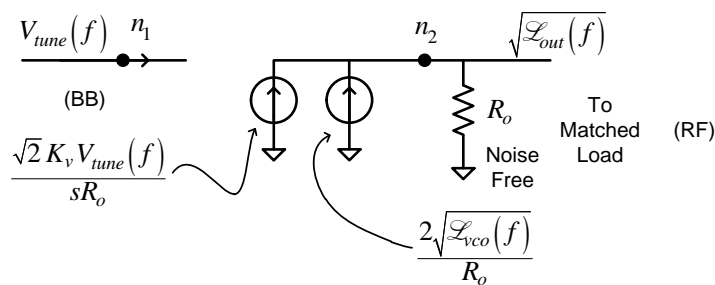 V_tune(f) n_1
(BB)
n_2
√ℒ_out(f)
R_o
Noise
Free
To
Matched
Load
(RF)
√2 K_v V_tune(f) / sR_o
2√ℒ_vco(f) / R_o